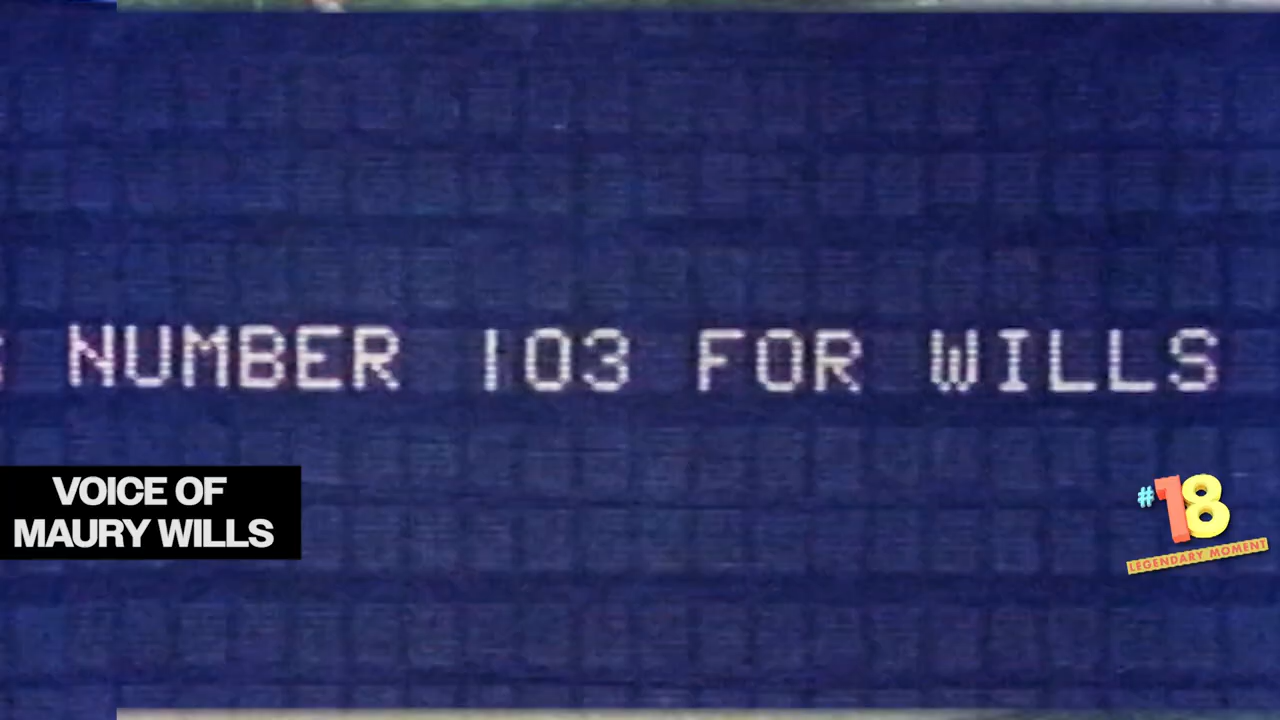 NUMBER 103 FOR WILLS
VOICE OF
MAURY WILLS
#18
LEGENDARY MOMENT